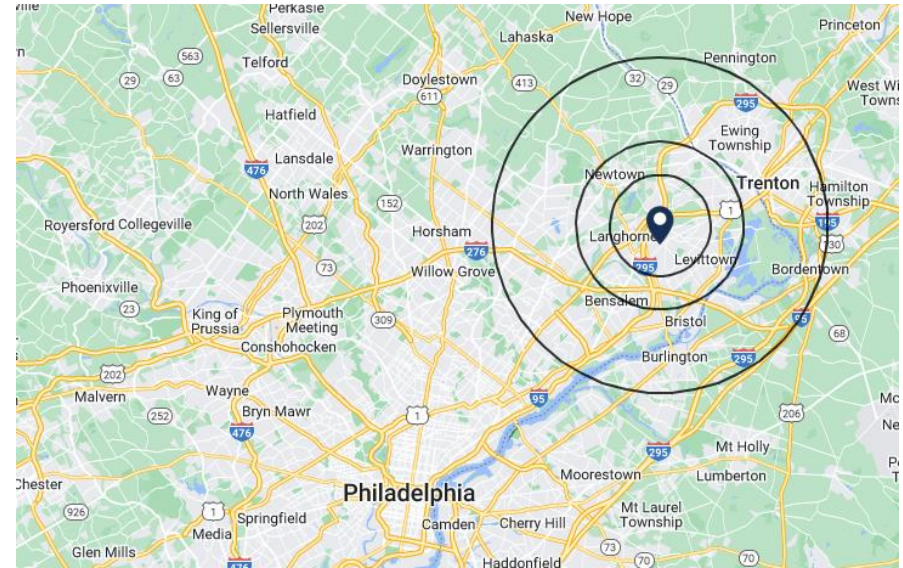 Perkasie
New Hope
Princeton
Sellersville
Lahaska
563
Pennington
Telford
29
63
Doylestown
413
32
29
611
295
Hatfield
Ewing
Township
Warrington
Lansdale
476
Newtown
Trenton
North Wales
Hamilton
Township
152
202
1
195
Royersford
Collegeville
Horsham
Langhorne
130
276
73
Willow Grove
295
Levittown
Bordentown
Phoenixville
Bensalem
23
King of
Prussia
Plymouth
Meeting
309
Bristol
95
68
Conshohocken
Burlington
295
202
Malvern
Wayne
95
206
252
Bryn Mawr
1
476
Mt Holly
295
Moorestown
Lumberton
Chester
Philadelphia
926
1
Springfield
Camden
Cherry Hill
Mt Laurel
Township
Media
Glen Mills
476
Haddonfield
73
70
70